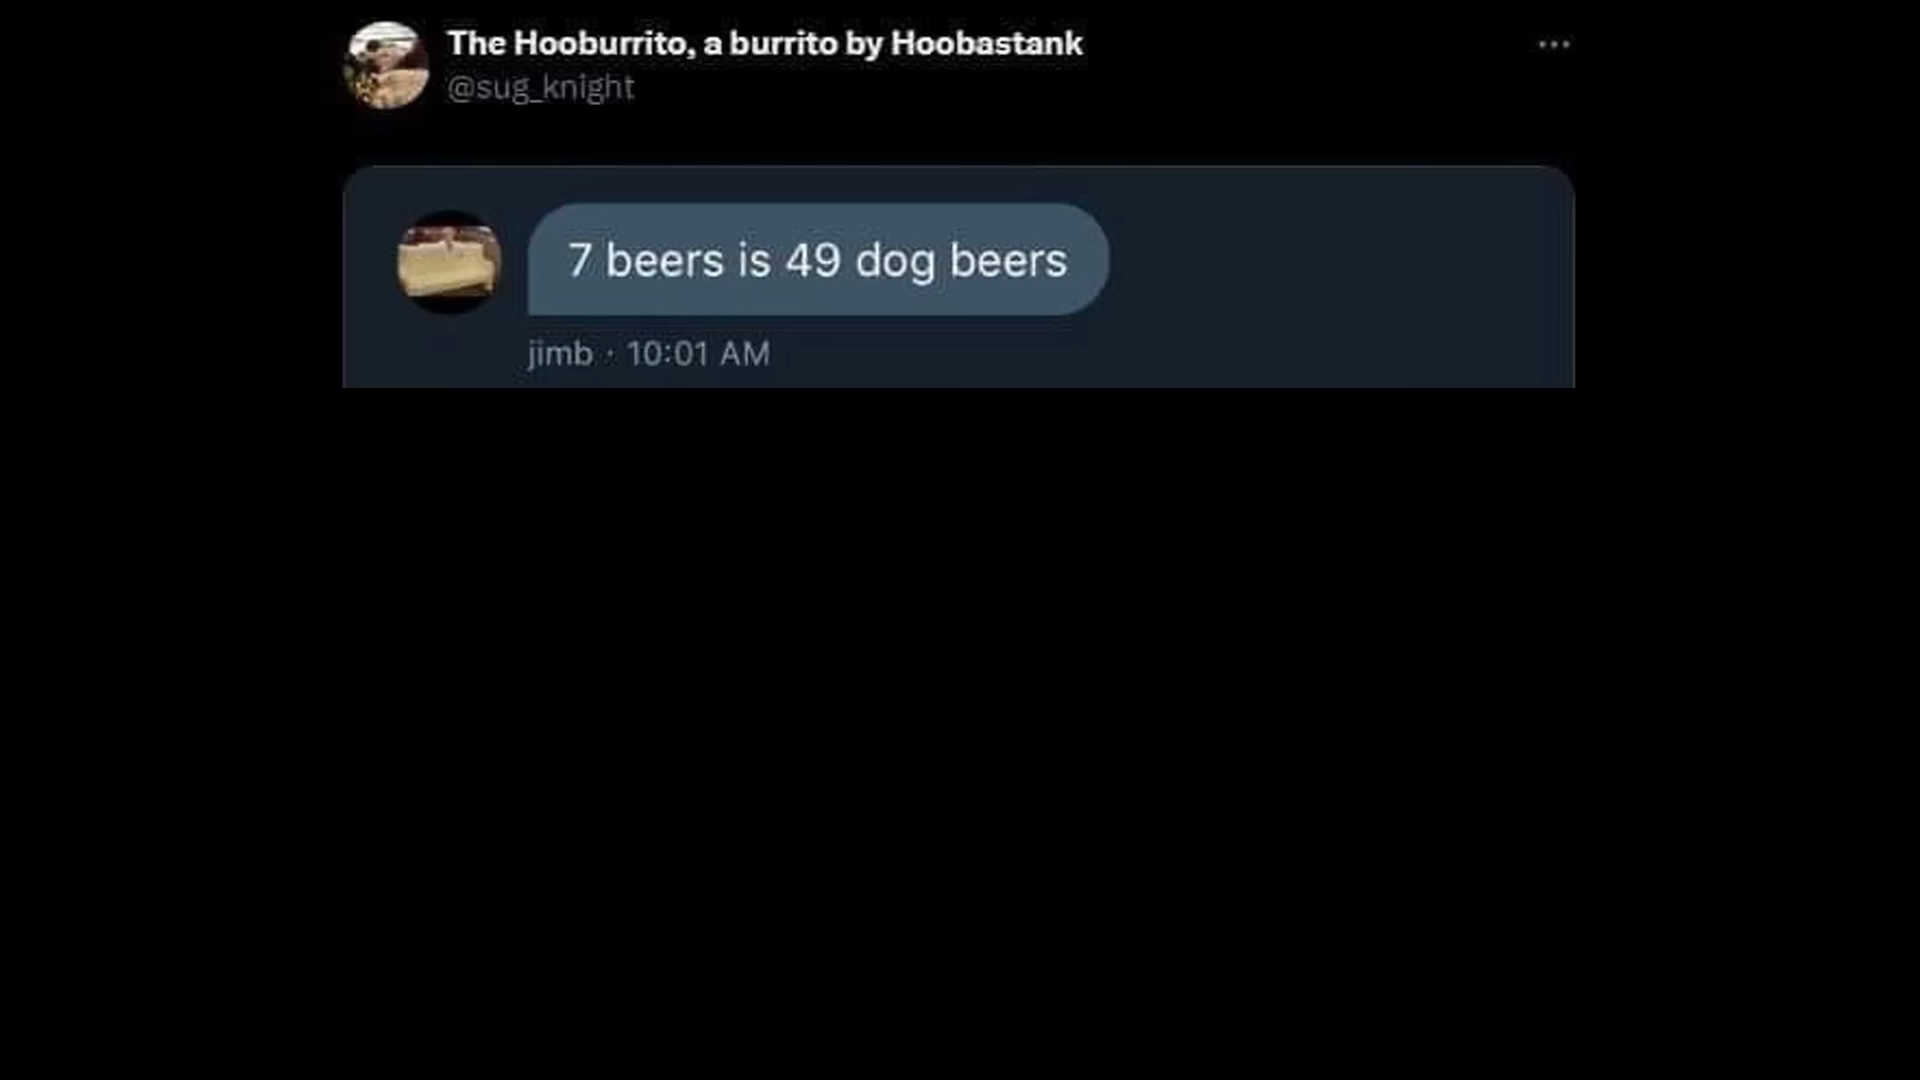 The Hooburrito, a burrito by Hoobastank
@sug_knight
7 beers is 49 dog beers
jimb · 10:01 AM